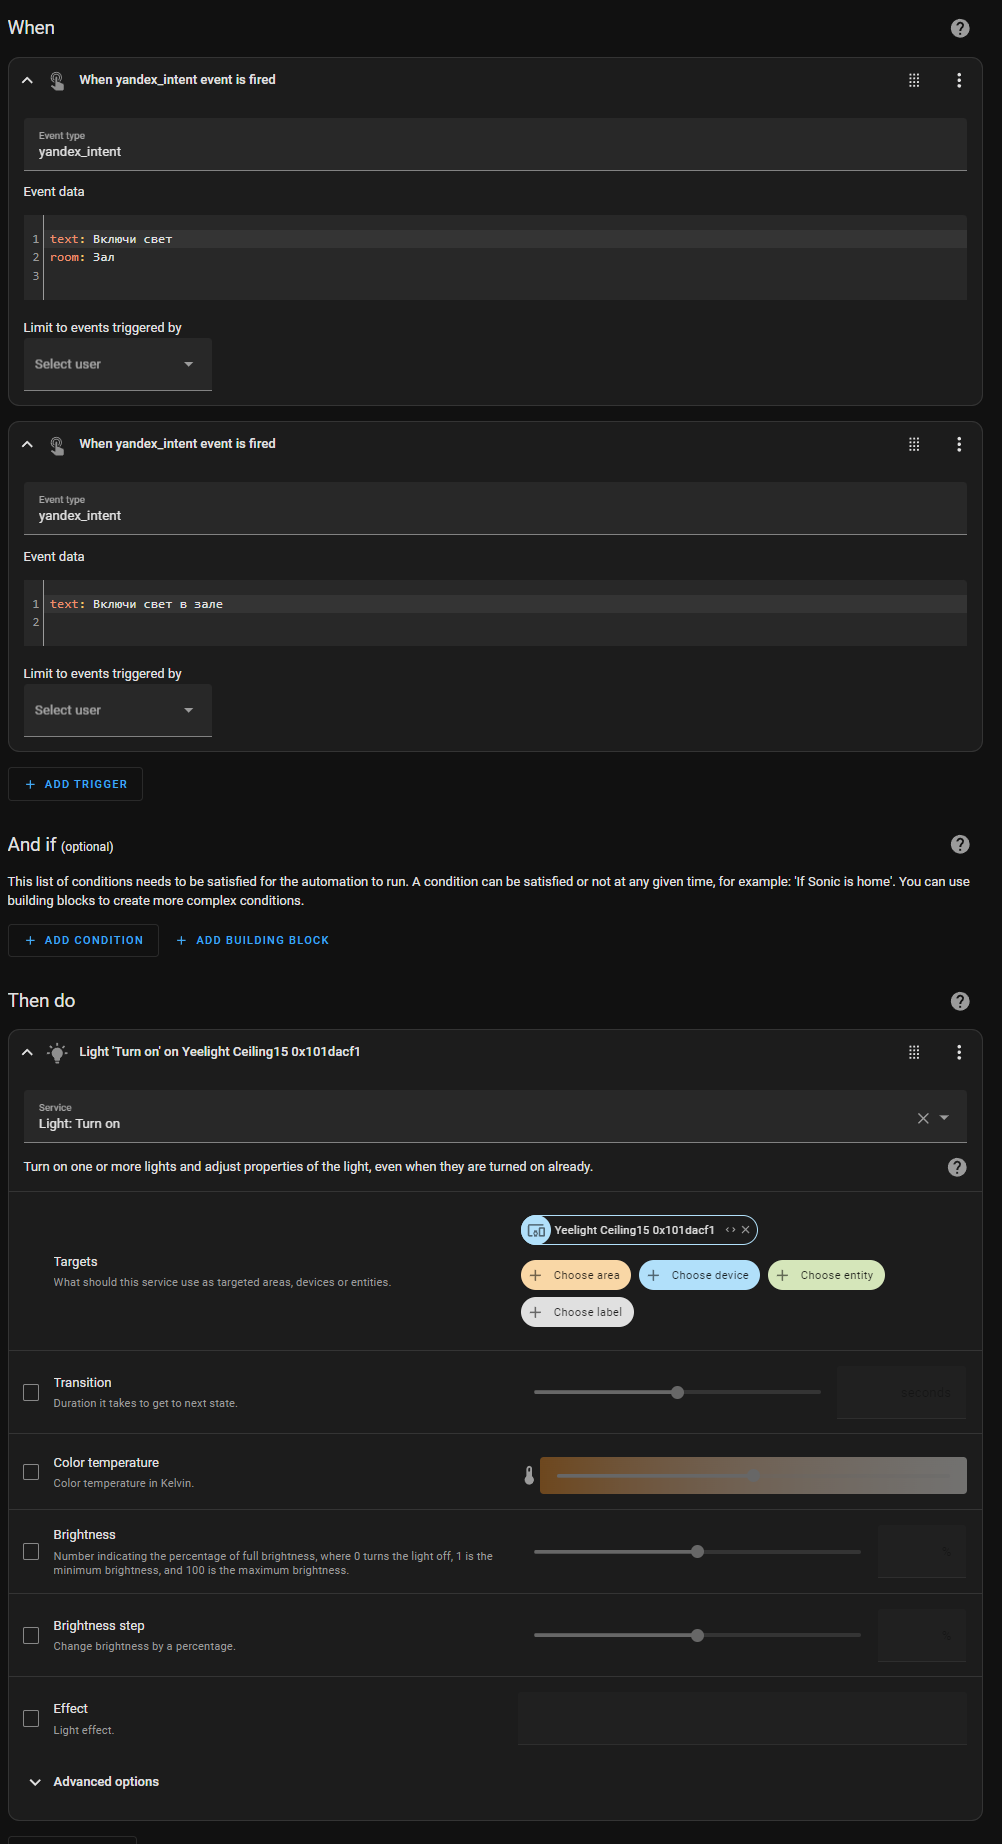 When
When yandex_intent event is fired
Event type
yandex_intent
Event data
1 text: Включи свет
2 room: Зал
3
Limit to events triggered by
Select user
When yandex_intent event is fired
Event type
yandex_intent
Event data
1 text: Включи свет в зале
2
Limit to events triggered by
Select user
+ ADD TRIGGER
And if (optional)
This list of conditions needs to be satisfied for the automation to run. A condition can be satisfied or not at any given time, for example: 'If Sonic is home'. You can use
building blocks to create more complex conditions.
+ ADD CONDITION + ADD BUILDING BLOCK
Then do
Light 'Turn on' on Yeelight Ceiling15 0x101dacf1
Service
Light: Turn on
Turn on one or more lights and adjust properties of the light, even when they are turned on already.
Yeelight Ceiling15 0x101dacf1
Targets
What should this service use as targeted areas, devices or entities.
+ Choose area + Choose device + Choose entity
+ Choose label
Transition
Duration it takes to get to next state.
seconds
Color temperature
Color temperature in Kelvin.
Brightness
Number indicating the percentage of full brightness, where 0 turns the light off, 1 is the
minimum brightness, and 100 is the maximum brightness.
%
Brightness step
Change brightness by a percentage.
%
Effect
Light effect.
Advanced options